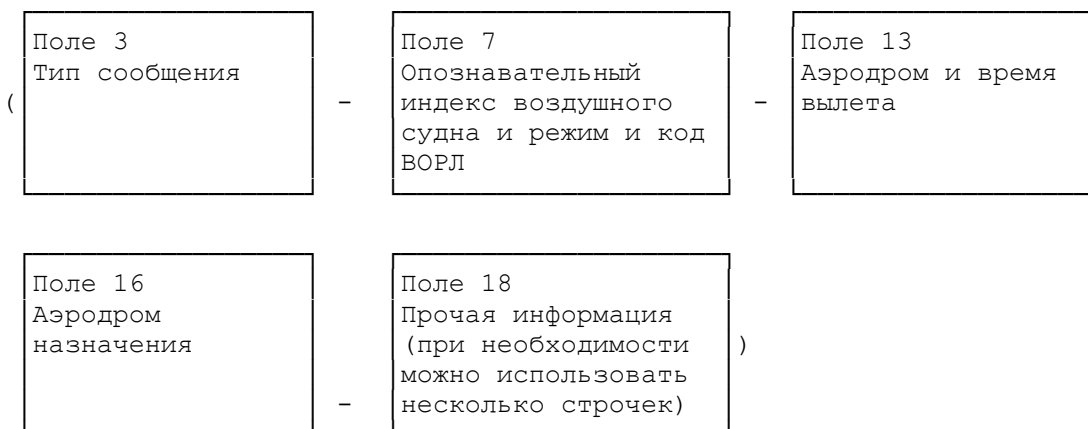 Поле 3
Тип сообщения
(
-
Поле 7
Опознавательный
индекс воздушного
судна и режим и код
ВОРЛ
-
Поле 13
Аэродром и время
вылета
Поле 16
Аэродром
назначения
-
Поле 18
Прочая информация
(при необходимости
можно использовать
несколько строчек)
)